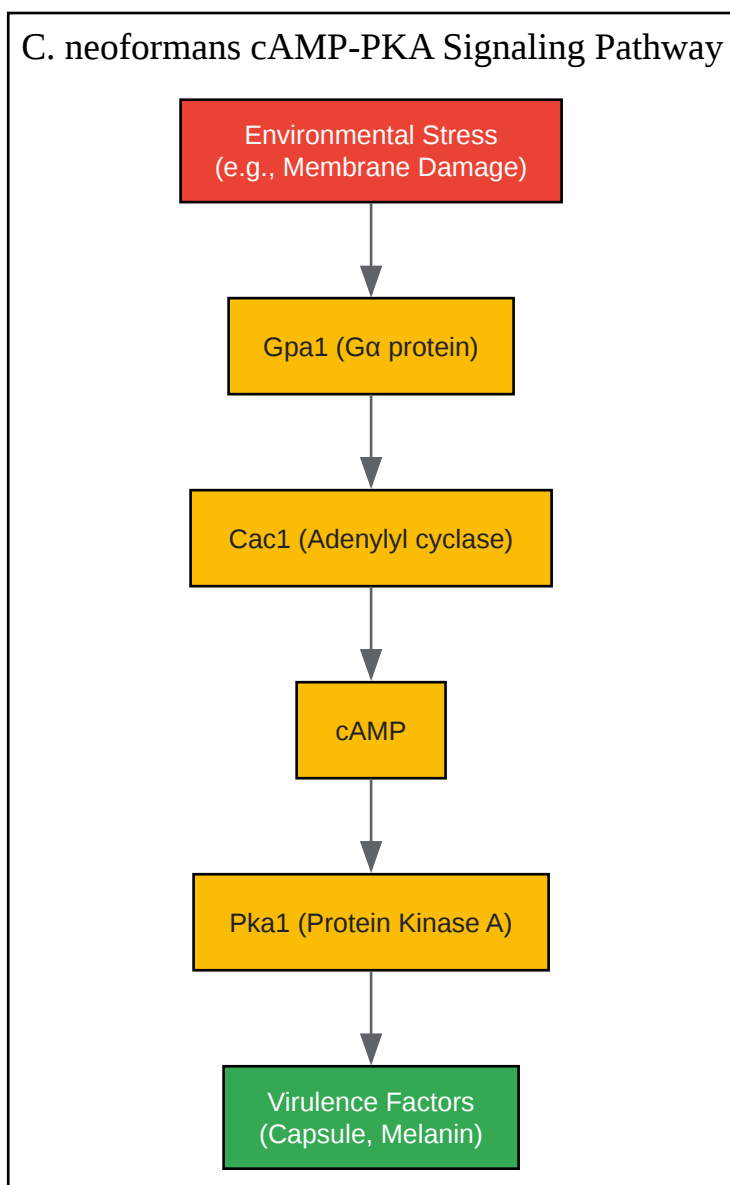 C. neoformans cAMP-PKA Signaling Pathway
Environmental Stress
(e.g., Membrane Damage)
Gpa1 (Gα protein)
Cac1 (Adenylyl cyclase)
cAMP
Pka1 (Protein Kinase A)
Virulence Factors
(Capsule, Melanin)